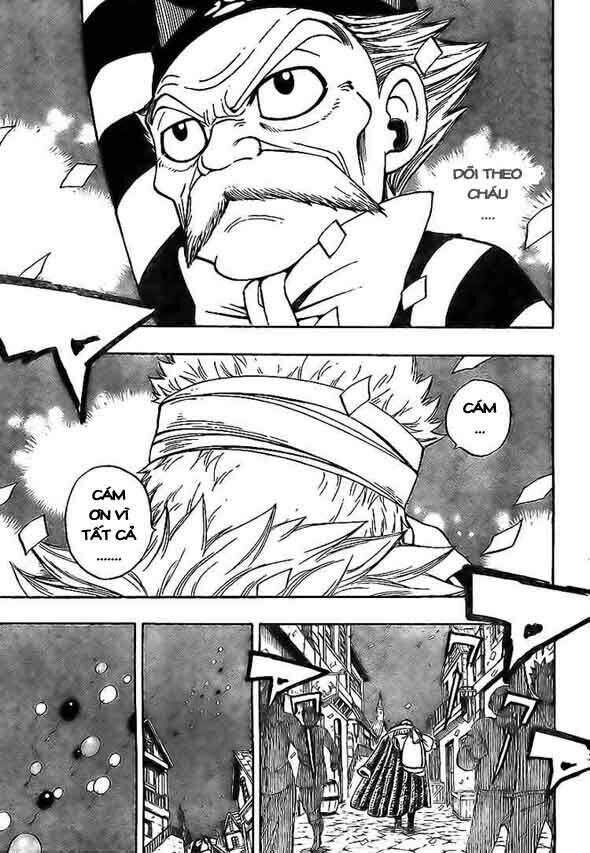 DÕI THEO
CHÁU
....
CÁM
...
CÁM
ƠN VÌ
TẤT CẢ
.......